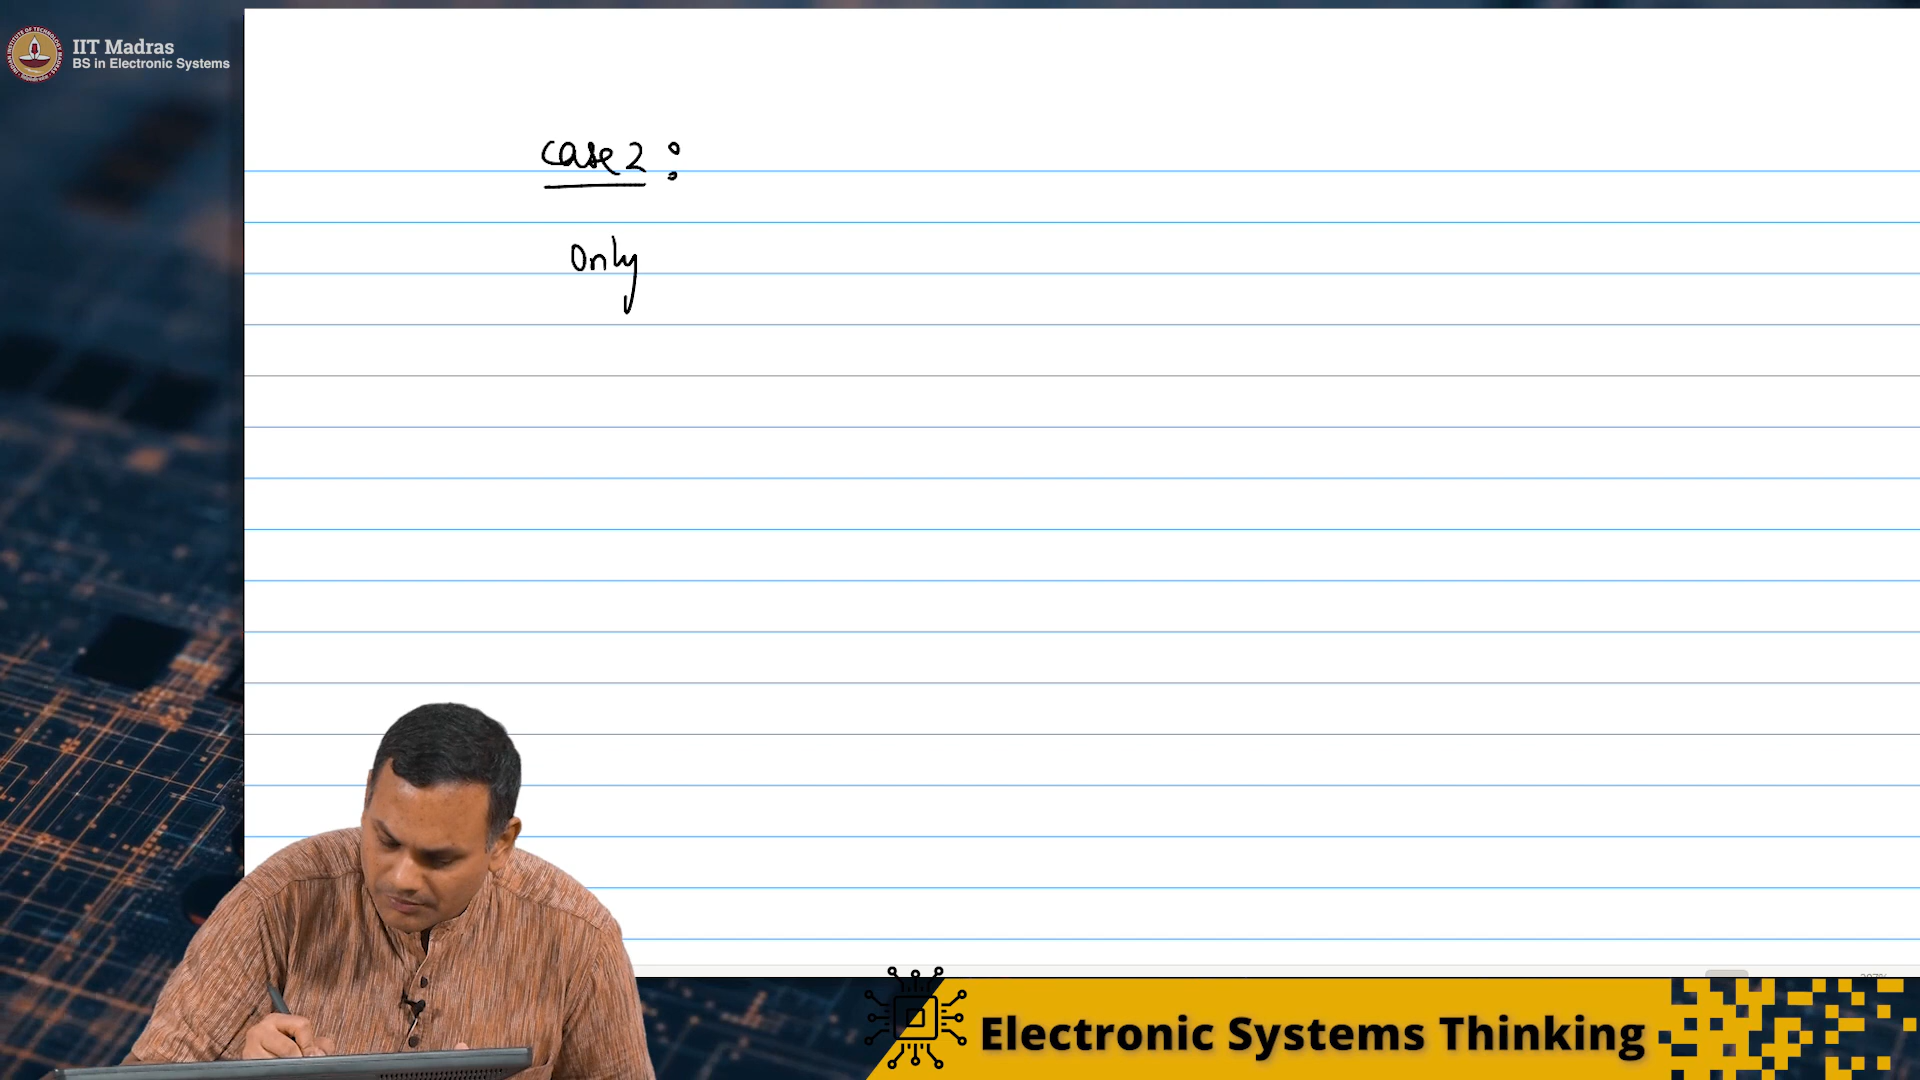 IIT Madras
BS in Electronic Systems
Case 2 :
Only
Electronic Systems Thinking